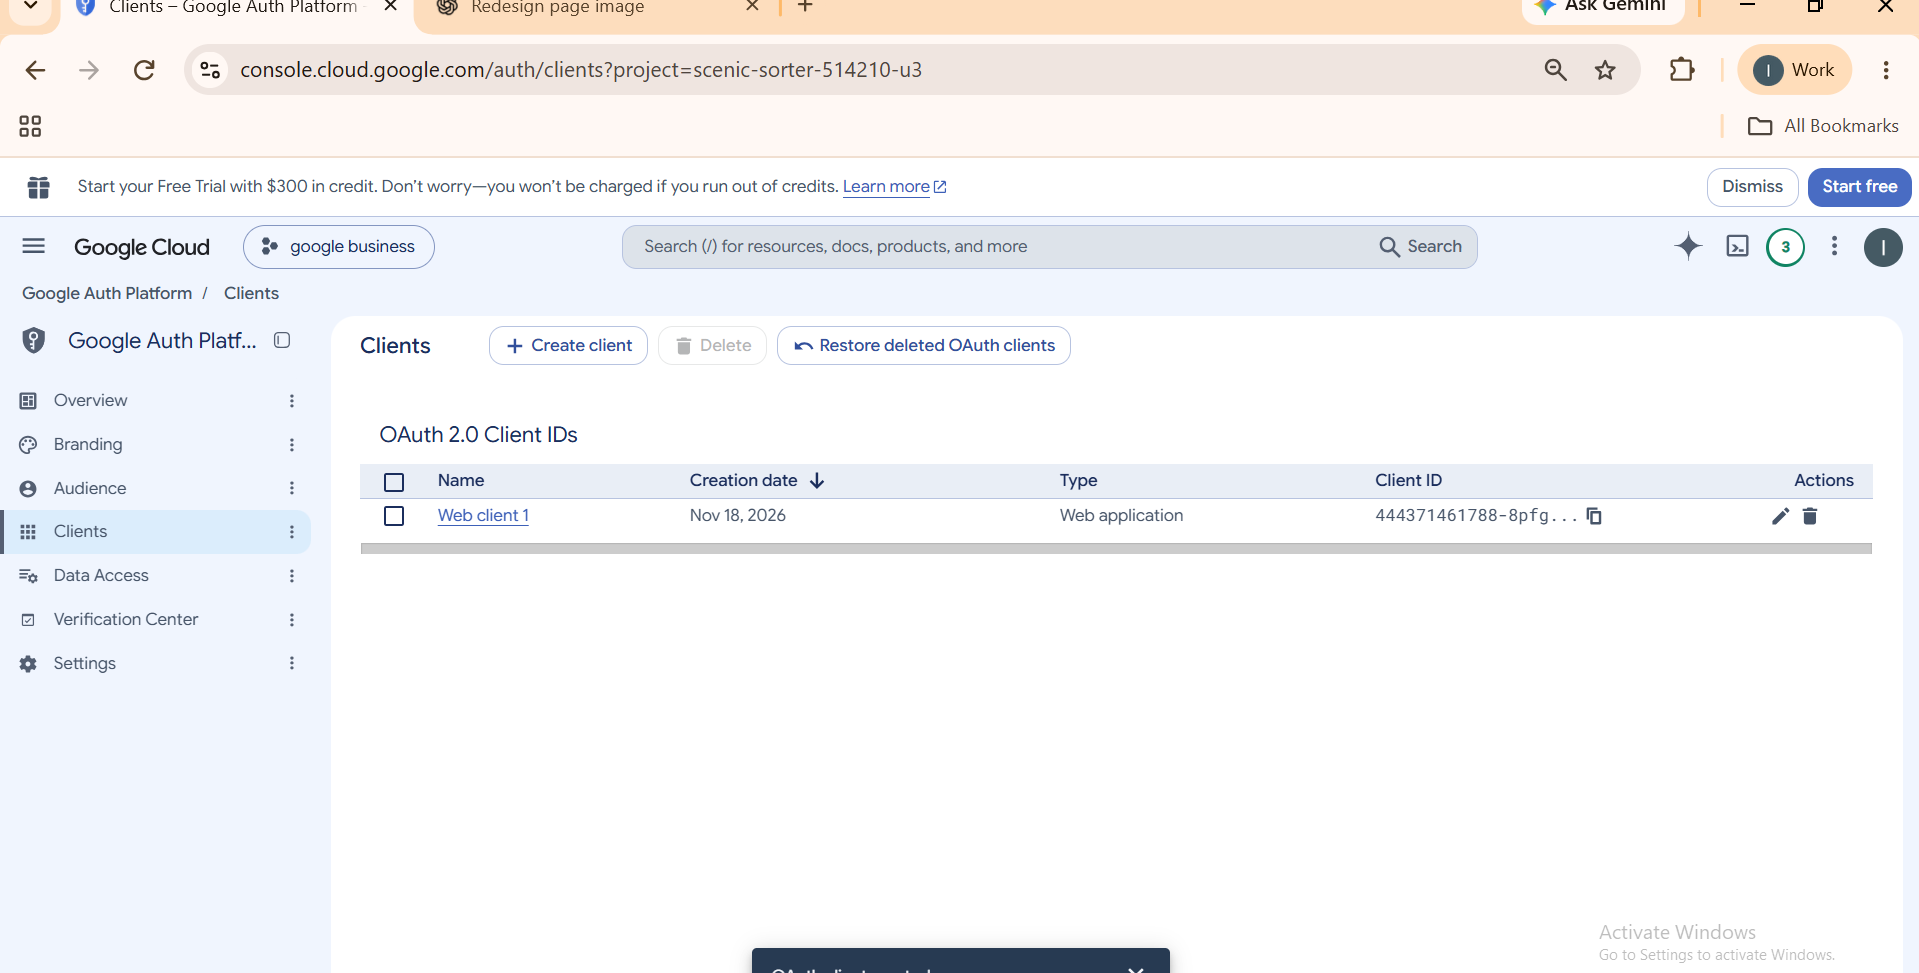 Clients – Google Auth Platform
Redesign page image
Ask Gemini
console.cloud.google.com/auth/clients?project=scenic-sorter-514210-u3
I Work
All Bookmarks
Start your Free Trial with $300 in credit. Don’t worry—you won’t be charged if you run out of credits. Learn more
Dismiss
Start free
Google Cloud
google business
Search (/) for resources, docs, products, and more
Search
3
I
Google Auth Platform / Clients
Google Auth Platf...
Clients
Create client
Delete
Restore deleted OAuth clients
Overview
Branding
Audience
Clients
Data Access
Verification Center
Settings
OAuth 2.0 Client IDs
Name Creation date Type Client ID Actions
Web client 1 Nov 18, 2026 Web application 444371461788-8pfg...
Activate Windows
Go to Settings to activate Windows.